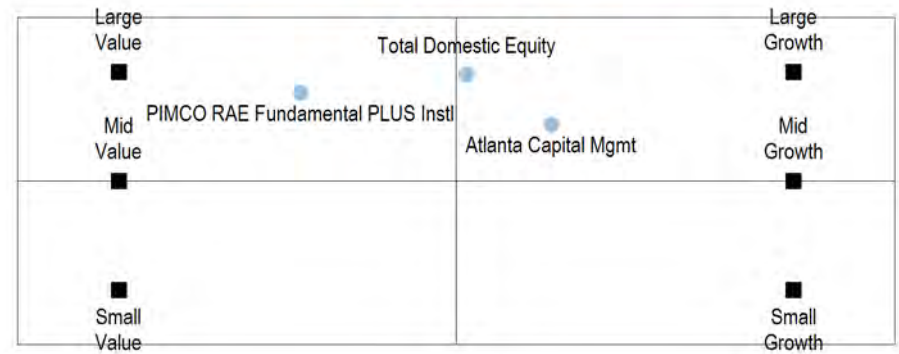 Large
Value
Large
Growth
Total Domestic Equity
PIMCO RAE Fundamental PLUS Instl
Mid
Value
Atlanta Capital Mgmt
Mid
Growth
Small
Value
Small
Growth